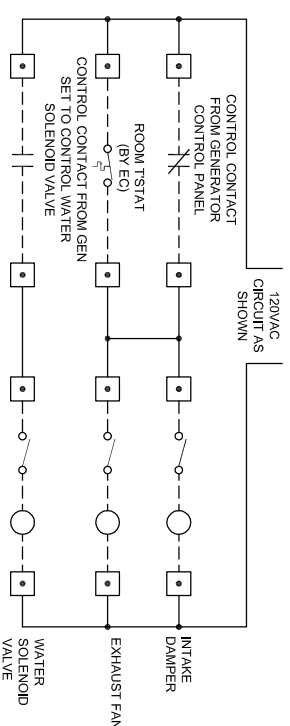 120VAC
CIRCUIT AS
SHOWN
CONTROL CONTACT
FROM GENERATOR
CONTROL PANEL
INTAKE
DAMPER
ROOM T'STAT
(BY EC)
EXHAUST FAN
CONTROL CONTACT FROM GEN
SET TO CONTROL WATER
SOLENOID VALVE
WATER
SOLENOID
VALVE